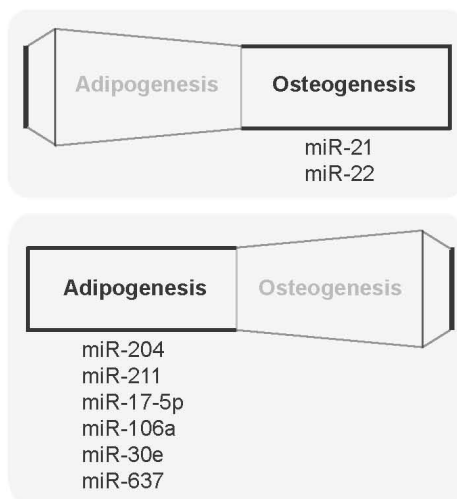 Adipogenesis Osteogenesis
miR-21
miR-22
Adipogenesis Osteogenesis
miR-204
miR-211
miR-17-5p
miR-106a
miR-30e
miR-637